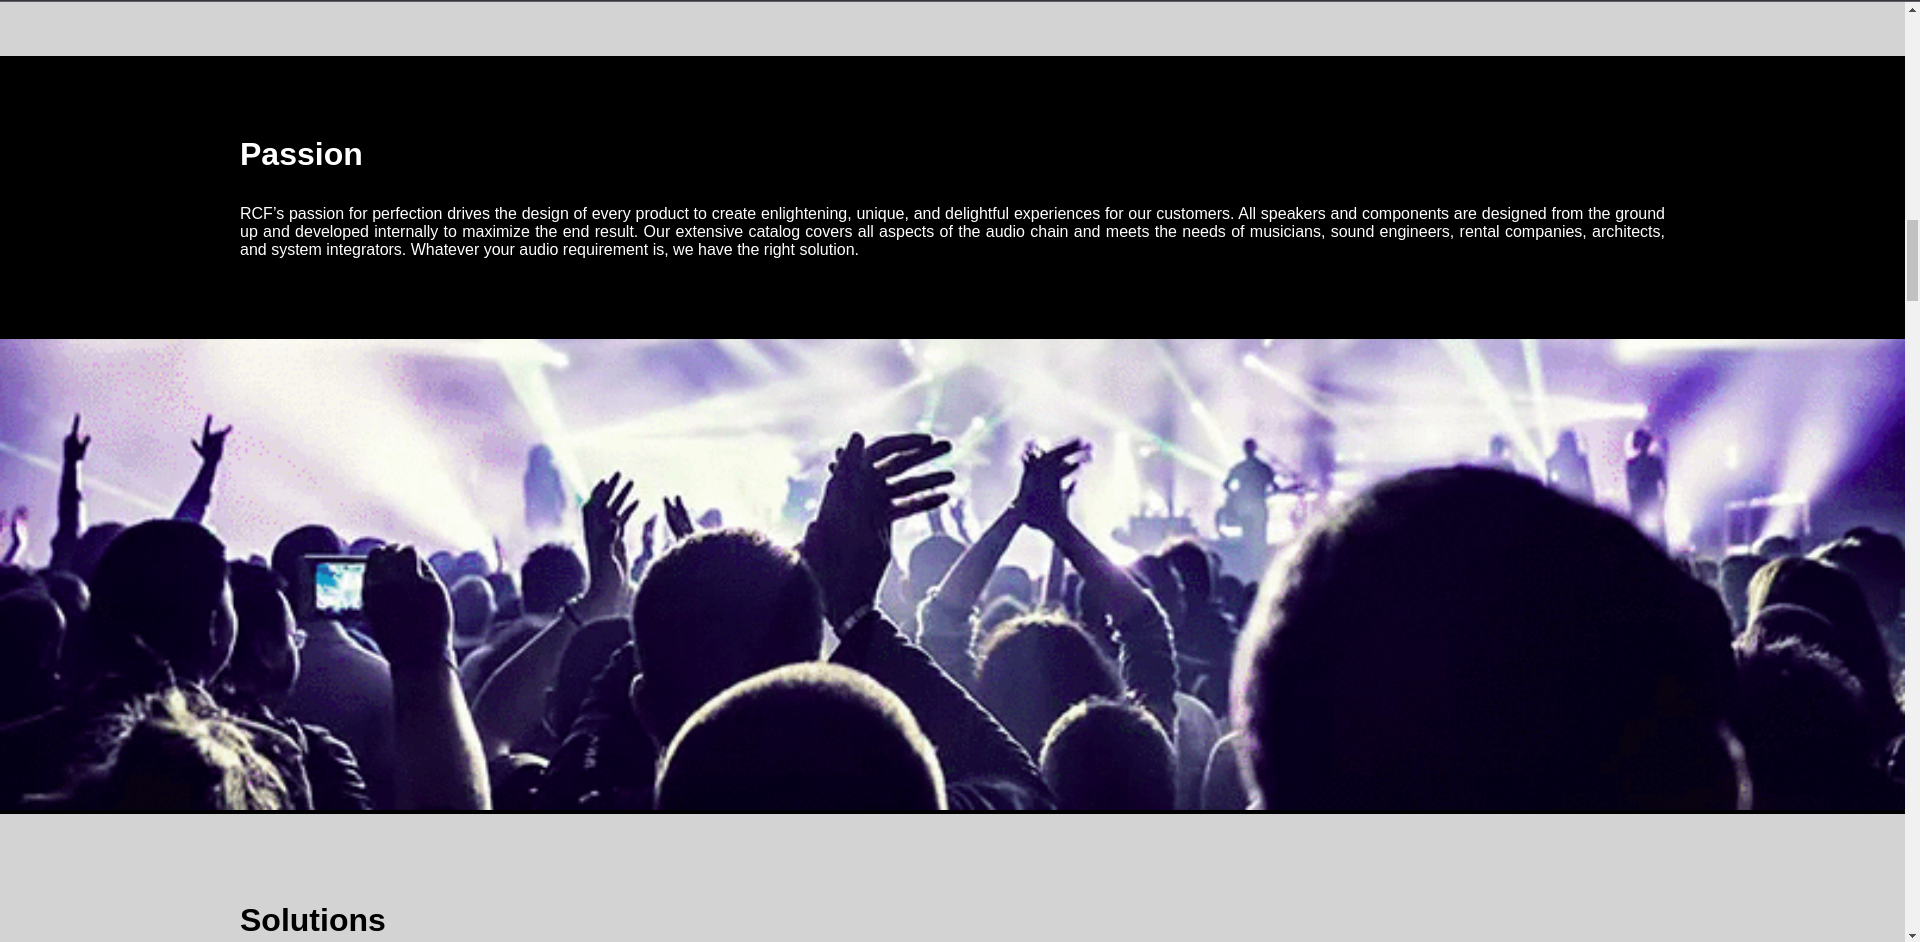 Passion
RCF’s passion for perfection drives the design of every product to create enlightening, unique, and delightful experiences for our customers. All speakers and components are designed from the ground
up and developed internally to maximize the end result. Our extensive catalog covers all aspects of the audio chain and meets the needs of musicians, sound engineers, rental companies, architects,
and system integrators. Whatever your audio requirement is, we have the right solution.
Solutions